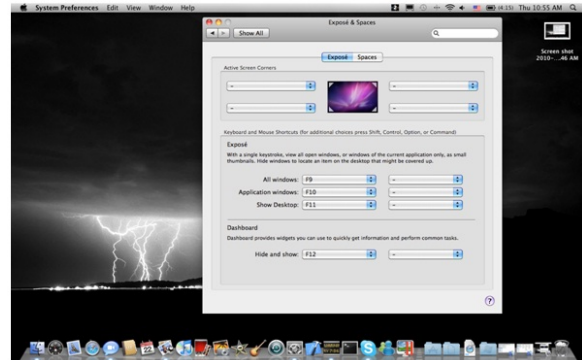 System Preferences Edit View Window Help
(4:15) Thu 10:55 AM
Exposé & Spaces
Show All
Screen shot
2010-...46 AM
Exposé Spaces
Active Screen Corners
- -
- -
Keyboard and Mouse Shortcuts (for additional choices press Shift, Control, Option, or Command)
Exposé
With a single keystroke, view all open windows, or windows of the current application only, as small
thumbnails. Hide windows to locate an item on the desktop that might be covered up.
All windows: F9 -
Application windows: F10 -
Show Desktop: F11 -
Dashboard
Dashboard provides widgets you can use to quickly get information and perform common tasks.
Hide and show: F12 -
?
22